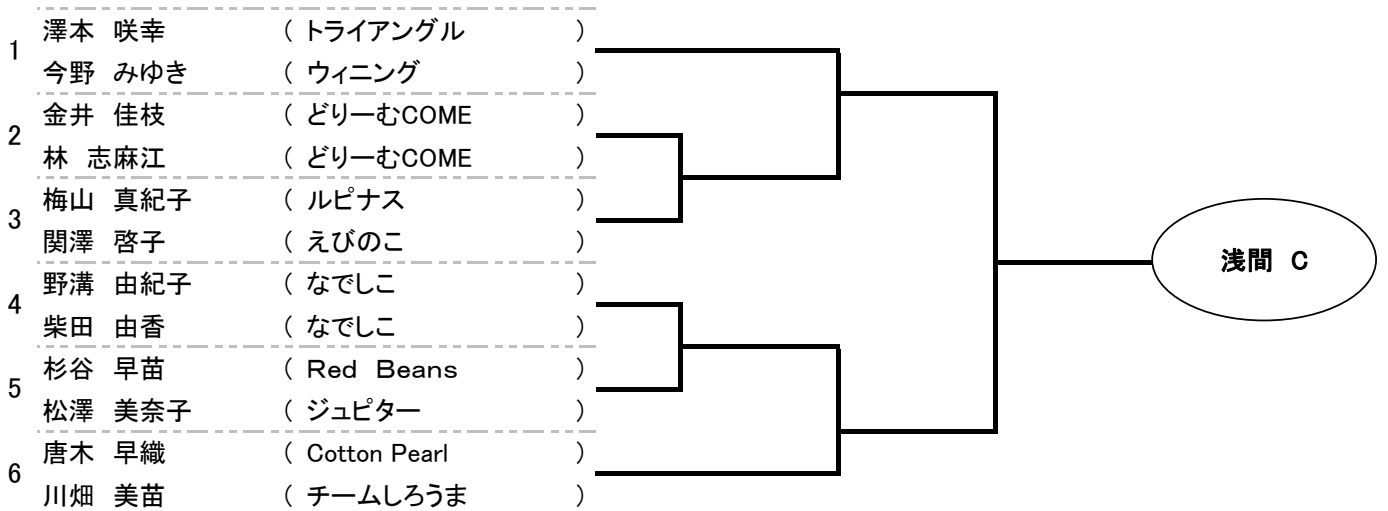 1
澤本 咲幸 ( トライアングル )
今野 みゆき ( ウィニング )
2
金井 佳枝 ( どりーむCOME )
林 志麻江 ( どりーむCOME )
3
梅山 真紀子 ( ルピナス )
関澤 啓子 ( えびのこ )
4
野溝 由紀子 ( なでしこ )
柴田 由香 ( なでしこ )
5
杉谷 早苗 ( Red Beans )
松澤 美奈子 ( ジュピター )
6
唐木 早織 ( Cotton Pearl )
川畑 美苗 ( チームしろうま )
浅間 C